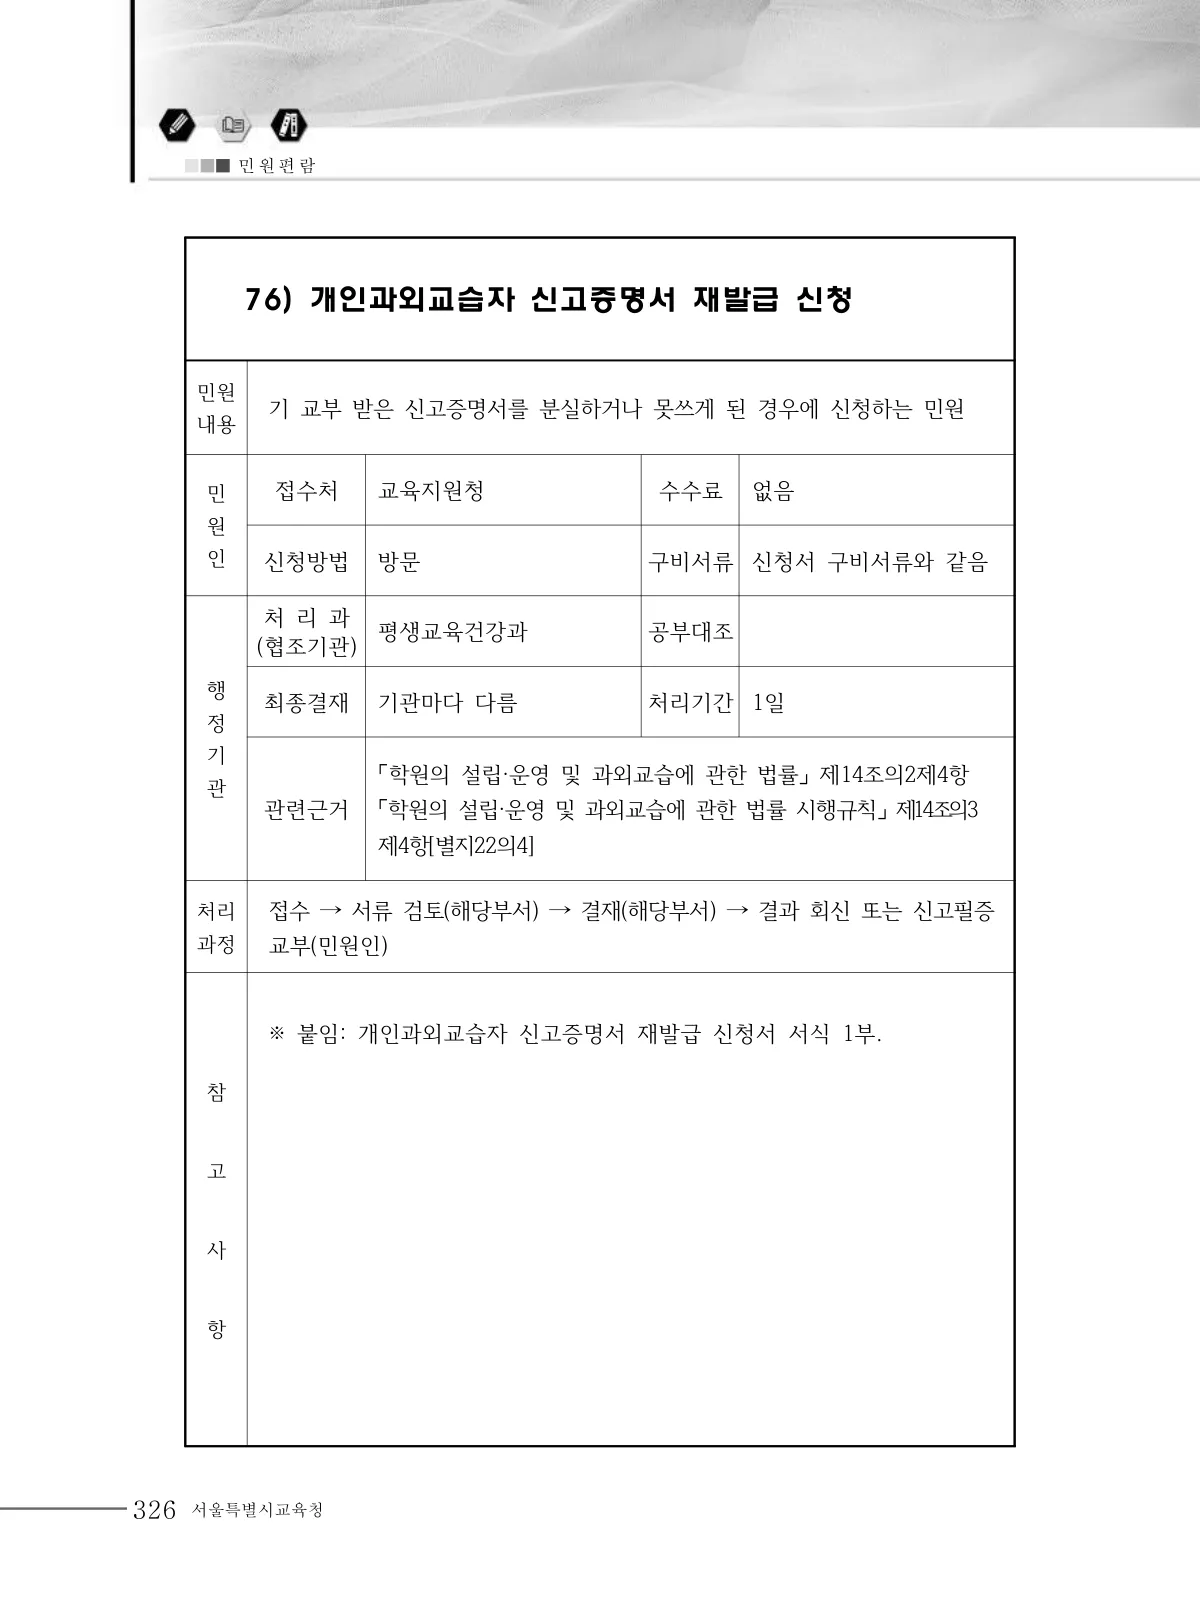 민원편람
76) 개인과외교습자 신고증명서 재발급 신청
민원
내용
기 교부 받은 신고증명서를 분실하거나 못쓰게 된 경우에 신청하는 민원
민
원
인
접수처
교육지원청
수수료
없음
신청방법
방문
구비서류
신청서 구비서류와 같음
행
정
기
관
처 리 과
(협조기관)
평생교육건강과
공부대조
최종결재
기관마다 다름
처리기간
1일
관련근거
「학원의 설립·운영 및 과외교습에 관한 법률」 제14조의2제4항
「학원의 설립·운영 및 과외교습에 관한 법률 시행규칙」 제14조의3
제4항[별지22의4]
처리
과정
접수 → 서류 검토(해당부서) → 결재(해당부서) → 결과 회신 또는 신고필증
교부(민원인)
참
고
사
항
※ 붙임: 개인과외교습자 신고증명서 재발급 신청서 서식 1부.
326 서울특별시교육청